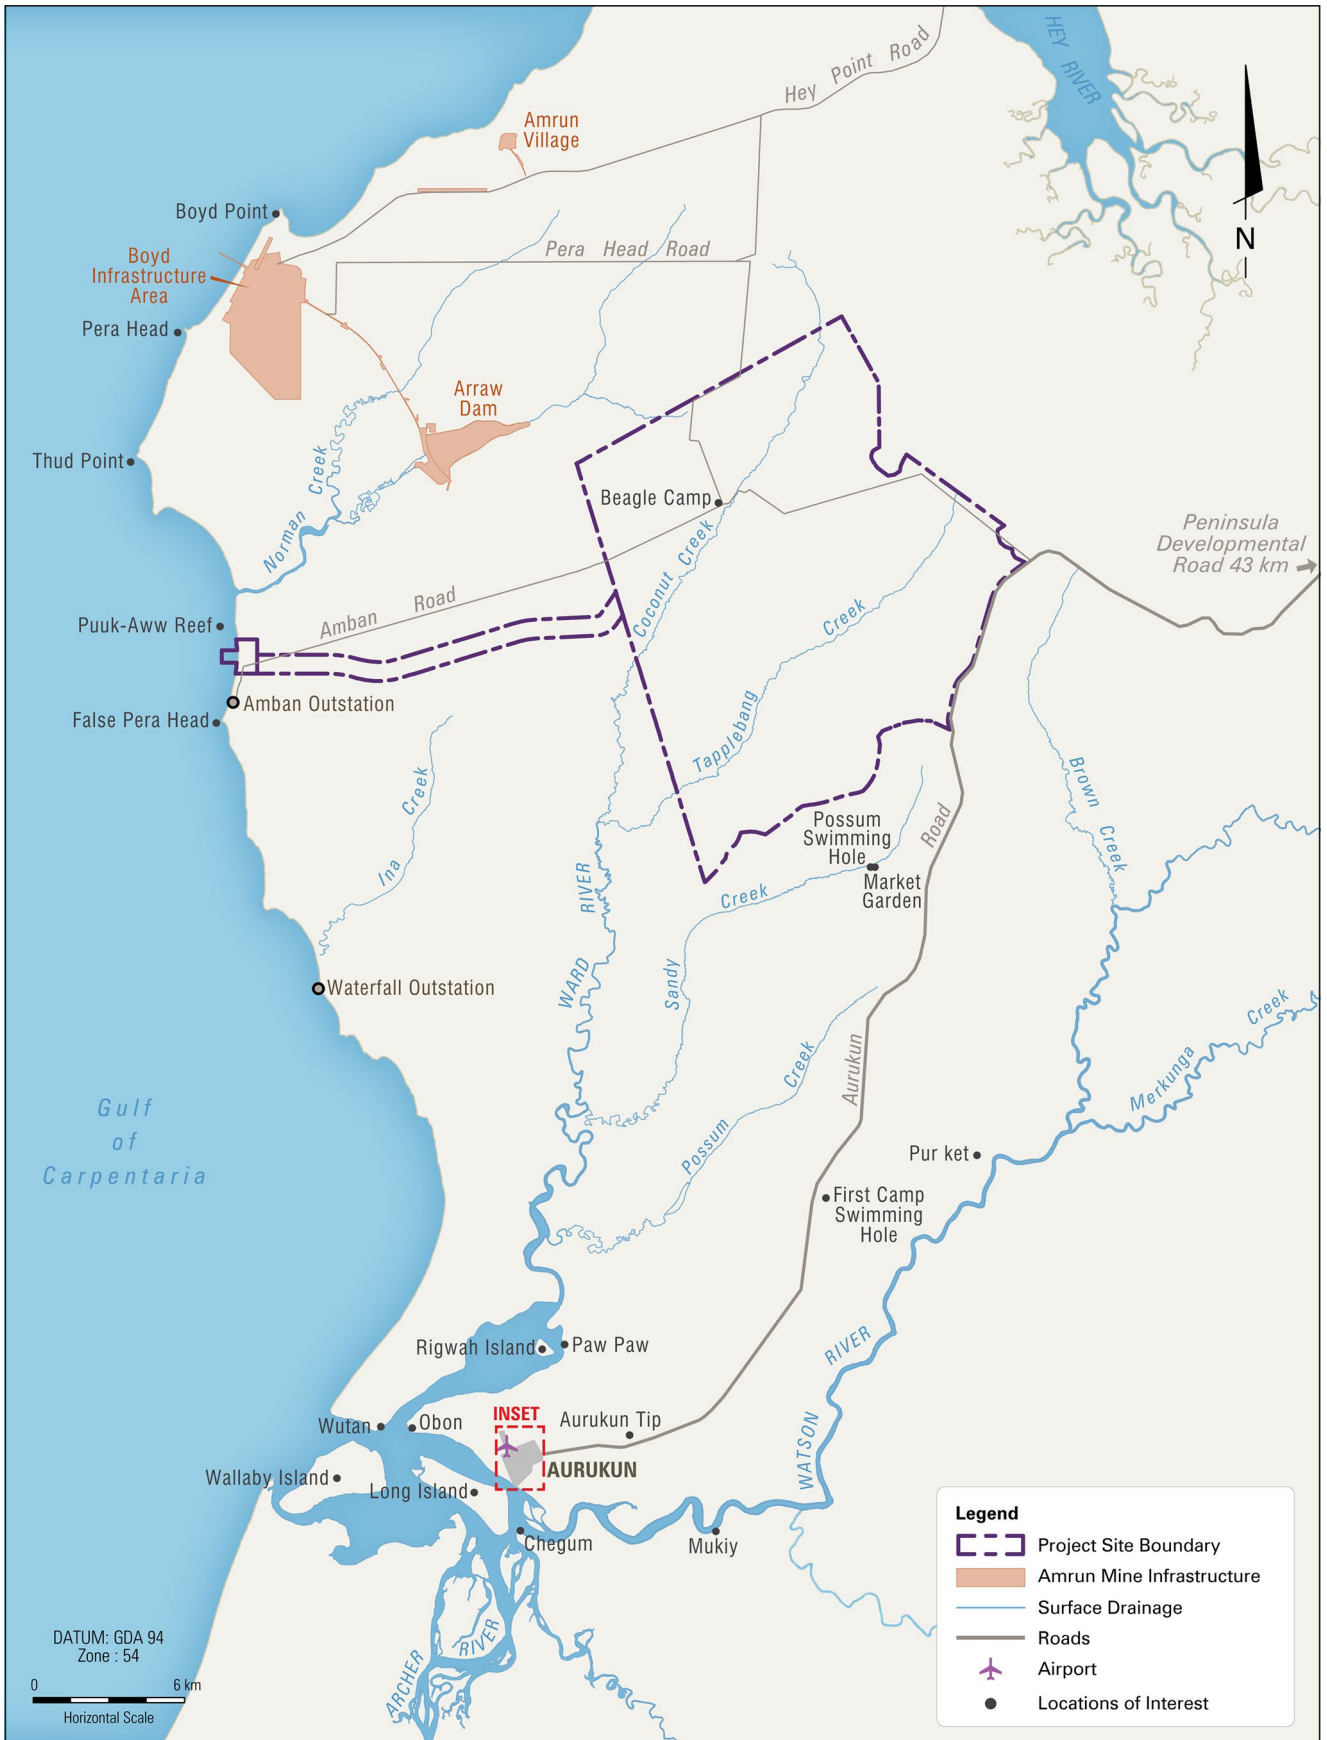 HEY RIVER
Hey Point Road
Amrun
Village
N
Boyd Point
Pera Head Road
Boyd
Infrastructure
Area
Pera Head
Arraw
Dam
Thud Point
Norman Creek
Beagle Camp
Coconut Creek
Peninsula
Developmental
Road 43 km
Amban Road
Puuk-Aww Reef
Tapplebang Creek
Amban Outstation
False Pera Head
Ina Creek
Brown Creek
Possum
Swimming
Hole
Market
Garden
Sandy Creek
WARD RIVER
Waterfall Outstation
Aurukun Road
Possum Creek
Merkunga Creek
Gulf
of
Carpentaria
Pur ket
First Camp
Swimming
Hole
Rigwah Island
Paw Paw
WATSON RIVER
INSET
Aurukun Tip
Wutan
Obon
AURUKUN
Wallaby Island
Long Island
Chegum
Mukiy
ARCHER RIVER
DATUM: GDA 94
Zone : 54
0 6 km
Horizontal Scale
Legend
Project Site Boundary
Amrun Mine Infrastructure
Surface Drainage
Roads
Airport
Locations of Interest